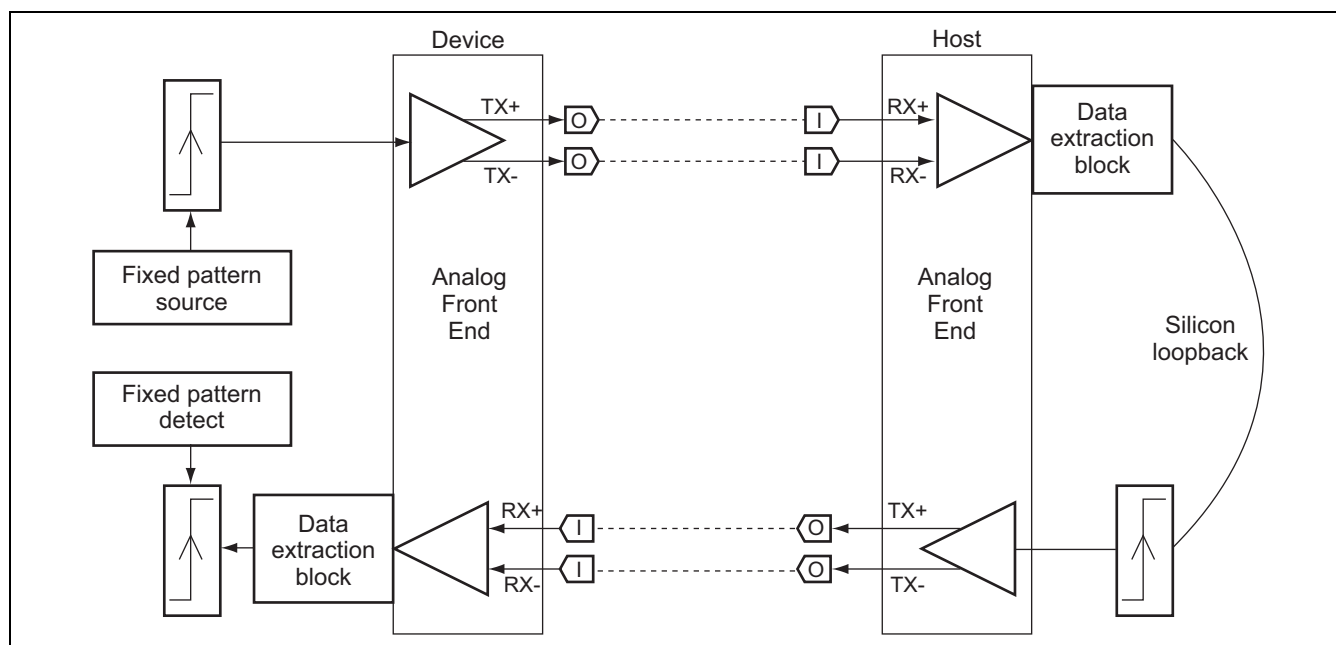 Device
Host
TX+
O
I
RX+
TX-
O
I
RX-
Data
extraction
block
Fixed pattern
source
Analog
Front
End
Analog
Front
End
Silicon
loopback
Fixed pattern
detect
Data
extraction
block
RX+
I
O
TX+
RX-
I
O
TX-